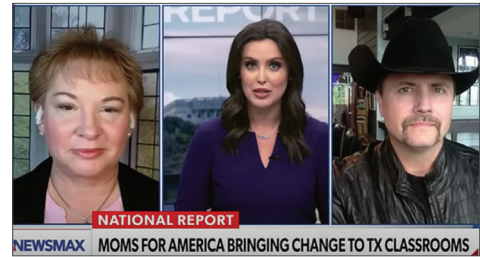 REPORT
NATIONAL REPORT
NEWSMAX
MOMS FOR AMERICA BRINGING CHANGE TO TX CLASSROOMS